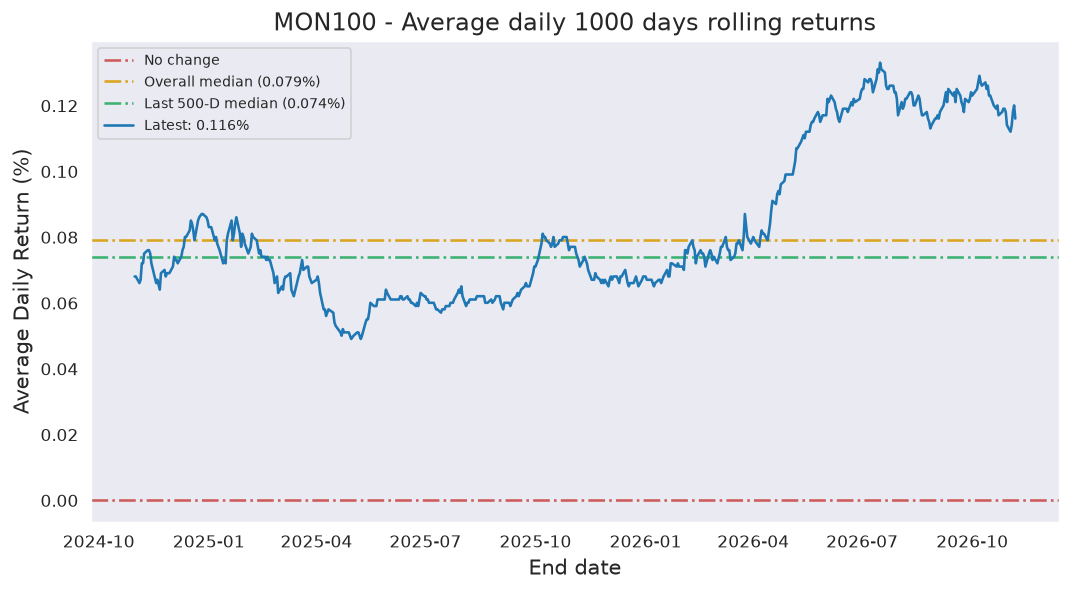 MON100 - Average daily 1000 days rolling returns
No change
Overall median (0.079%)
Last 500-D median (0.074%)
Latest: 0.116%
Average Daily Return (%)
0.12
0.10
0.08
0.06
0.04
0.02
0.00
2024-10 2025-01 2025-04 2025-07 2025-10 2026-01 2026-04 2026-07 2026-10
End date